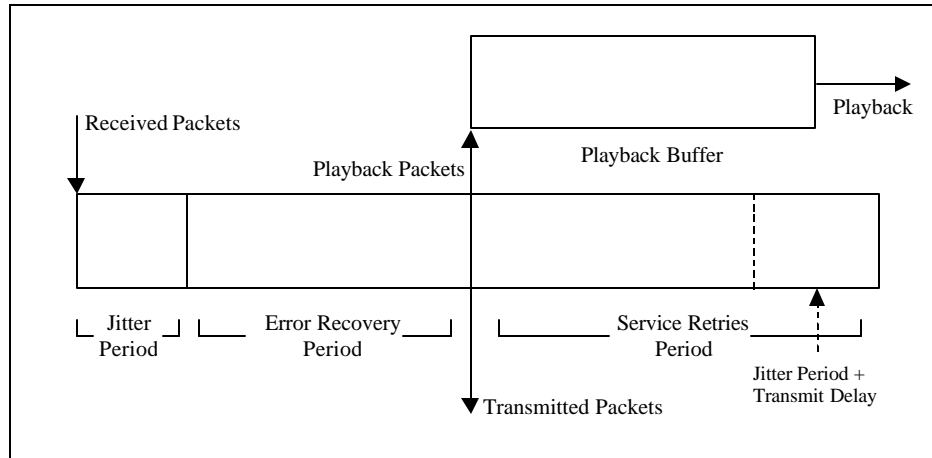 Received Packets
Playback
Playback Packets
Playback Buffer
Jitter
Period
Error Recovery
Period
Service Retries
Period
Jitter Period +
Transmit Delay
Transmitted Packets